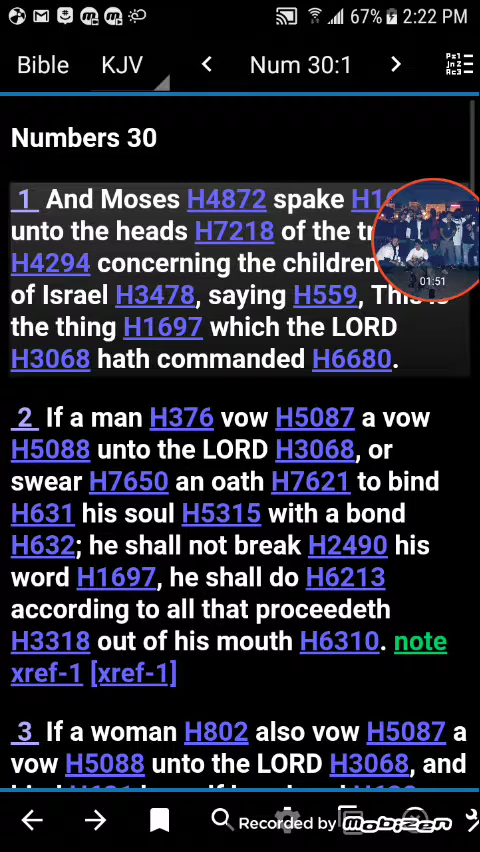 67% 2:22 PM
Bible KJV < Num 30:1 >
Numbers 30
1 And Moses H4872 spake
unto the heads H7218 of the
H4294 concerning the children
of Israel H3478, saying H559, This is
the thing H1697 which the LORD
H3068 hath commanded H6680.
2 If a man H376 vow H5087 a vow
H5088 unto the LORD H3068, or
swear H7650 an oath H7621 to bind
H631 his soul H5315 with a bond
H632; he shall not break H2490 his
word H1697, he shall do H6213
according to all that proceedeth
H3318 out of his mouth H6310. note
xref-1 [xref-1]
3 If a woman H802 also vow H5087 a
vow H5088 unto the LORD H3068, and
01:51
Recorded by mobizen